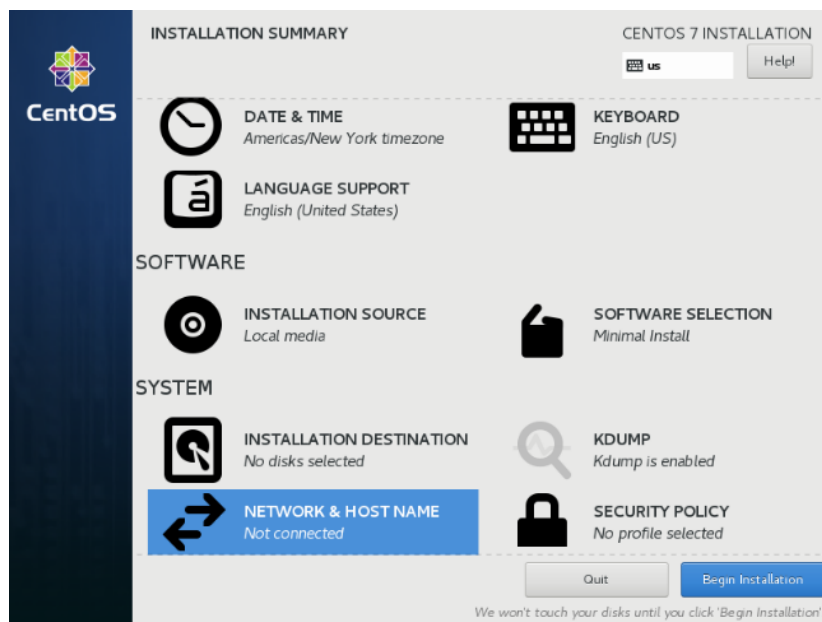 INSTALLATION SUMMARY
CENTOS 7 INSTALLATION
us
Help!
CentOS
DATE & TIME
Americas/New York timezone
KEYBOARD
English (US)
á
LANGUAGE SUPPORT
English (United States)
SOFTWARE
INSTALLATION SOURCE
Local media
SOFTWARE SELECTION
Minimal Install
SYSTEM
INSTALLATION DESTINATION
No disks selected
KDUMP
Kdump is enabled
NETWORK & HOST NAME
Not connected
SECURITY POLICY
No profile selected
Quit
Begin Installation
We won't touch your disks until you click 'Begin Installation'